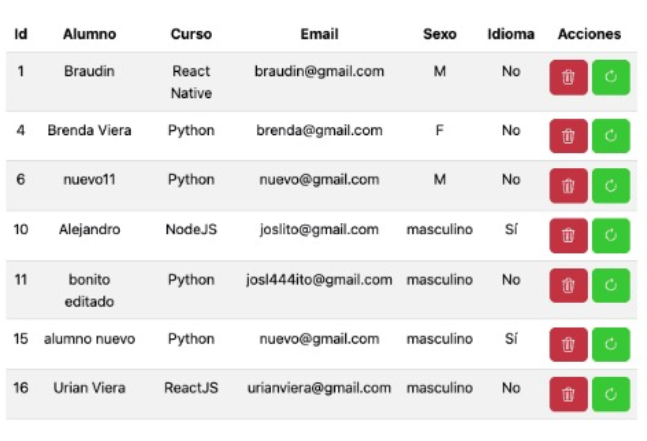 Id Alumno Curso Email Sexo Idioma Acciones
1 Braudin React braudin@gmail.com M No
Native
4 Brenda Viera Python brenda@gmail.com F No
6 nuevo11 Python nuevo@gmail.com M No
10 Alejandro NodeJS joslito@gmail.com masculino Sí
11 bonito Python josl444ito@gmail.com masculino No
editado
15 alumno nuevo Python nuevo@gmail.com masculino Sí
16 Urian Viera ReactJS urianviera@gmail.com masculino No